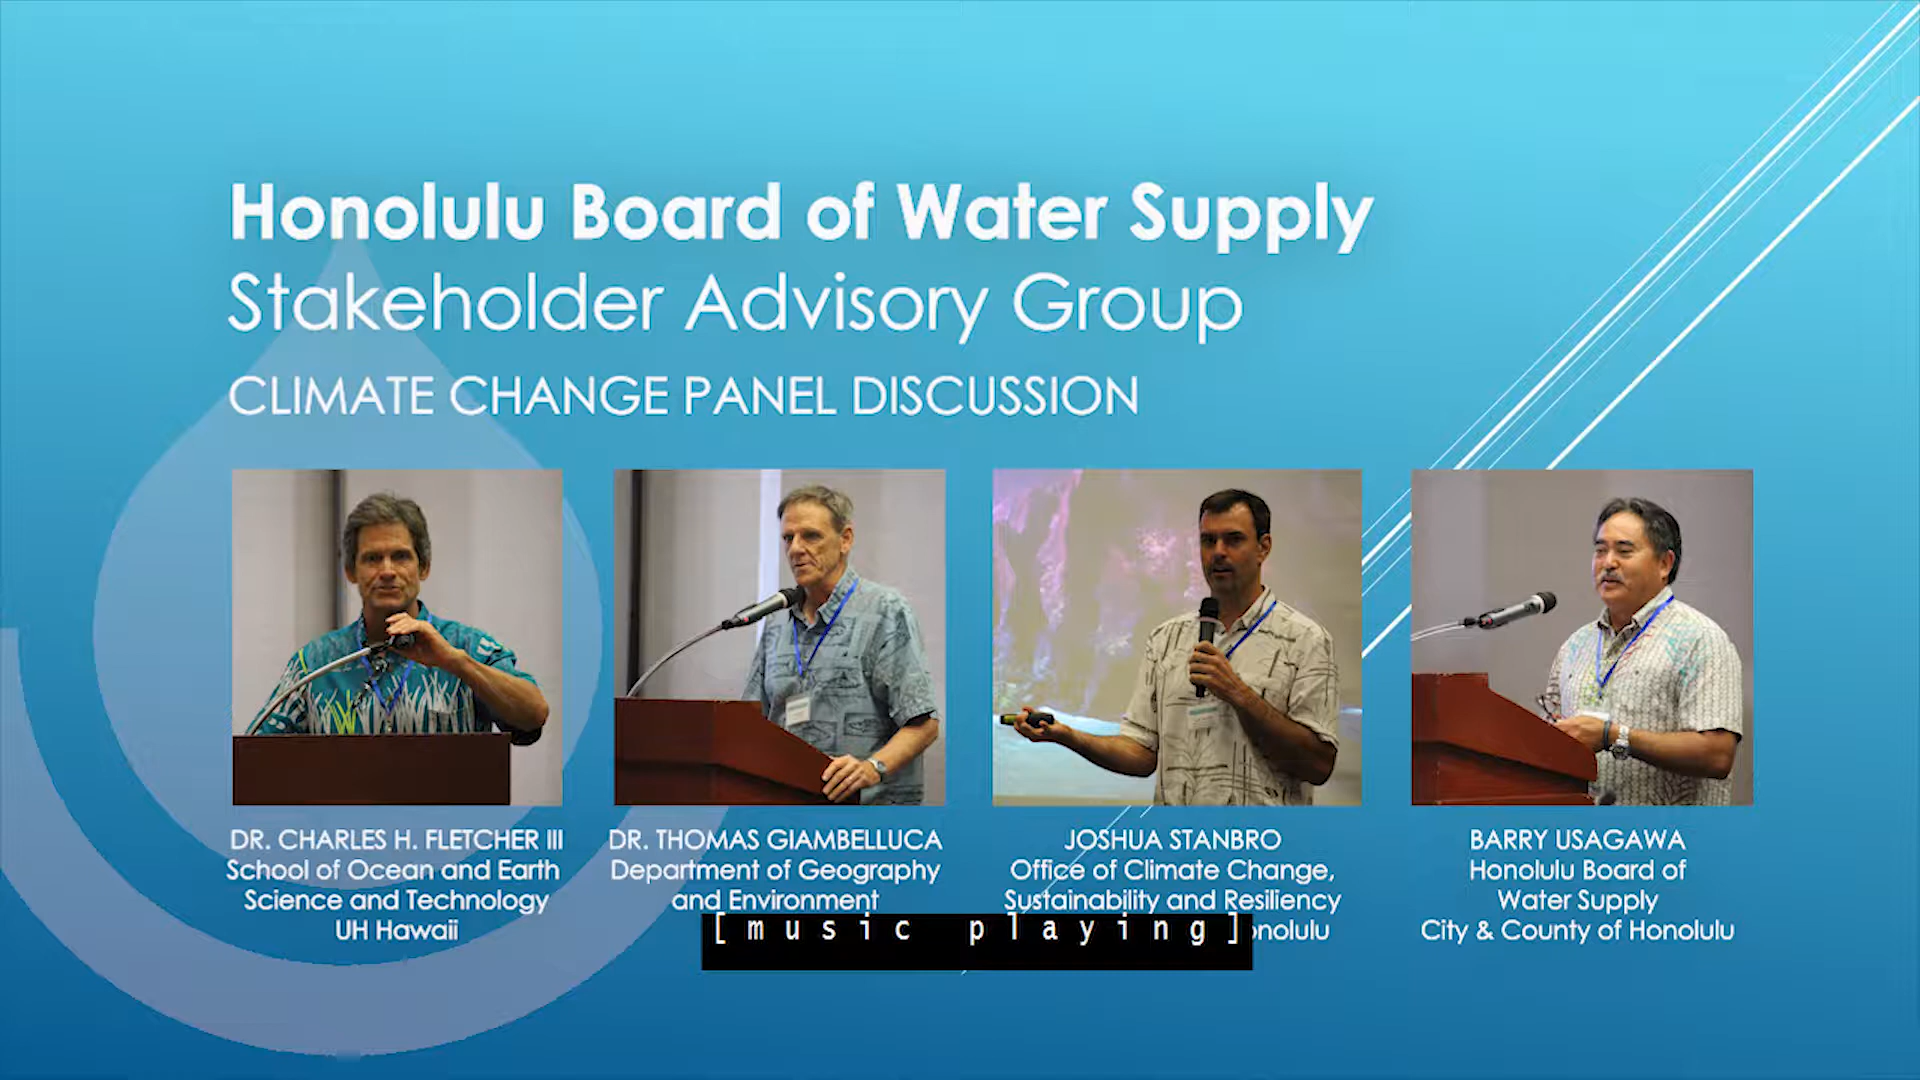 Honolulu Board of Water Supply
Stakeholder Advisory Group
CLIMATE CHANGE PANEL DISCUSSION
DR. CHARLES H. FLETCHER III
School of Ocean and Earth
Science and Technology
UH Hawaii
DR. THOMAS GIAMBELLUCA
Department of Geography
and Environment
JOSHUA STANBRO
Office of Climate Change,
Sustainability and Resiliency
BARRY USAGAWA
Honolulu Board of
Water Supply
City & County of Honolulu
[music playing]